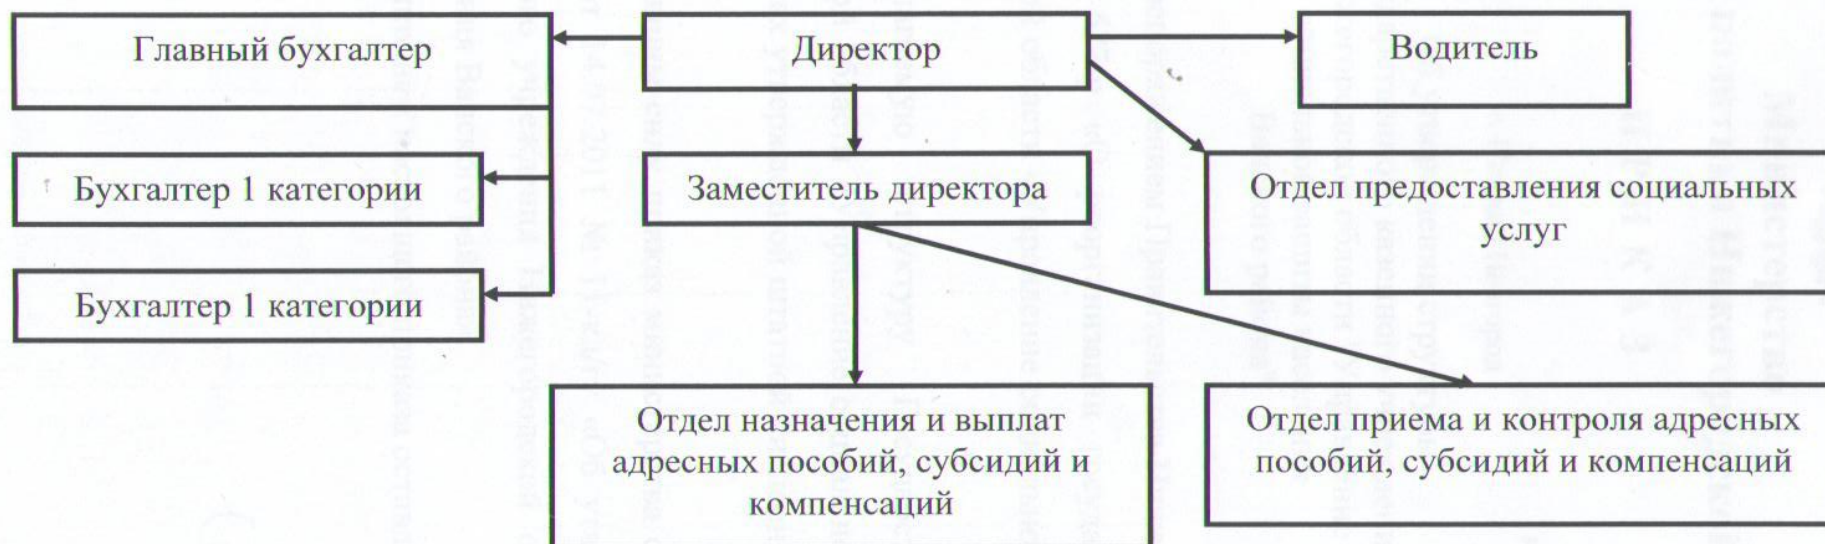 Главный бухгалтер
Директор
Водитель
Бухгалтер 1 категории
Заместитель директора
Отдел предоставления социальных
услуг
Бухгалтер 1 категории
Отдел назначения и выплат
адресных пособий, субсидий и
компенсаций
Отдел приема и контроля адресных
пособий, субсидий и компенсаций